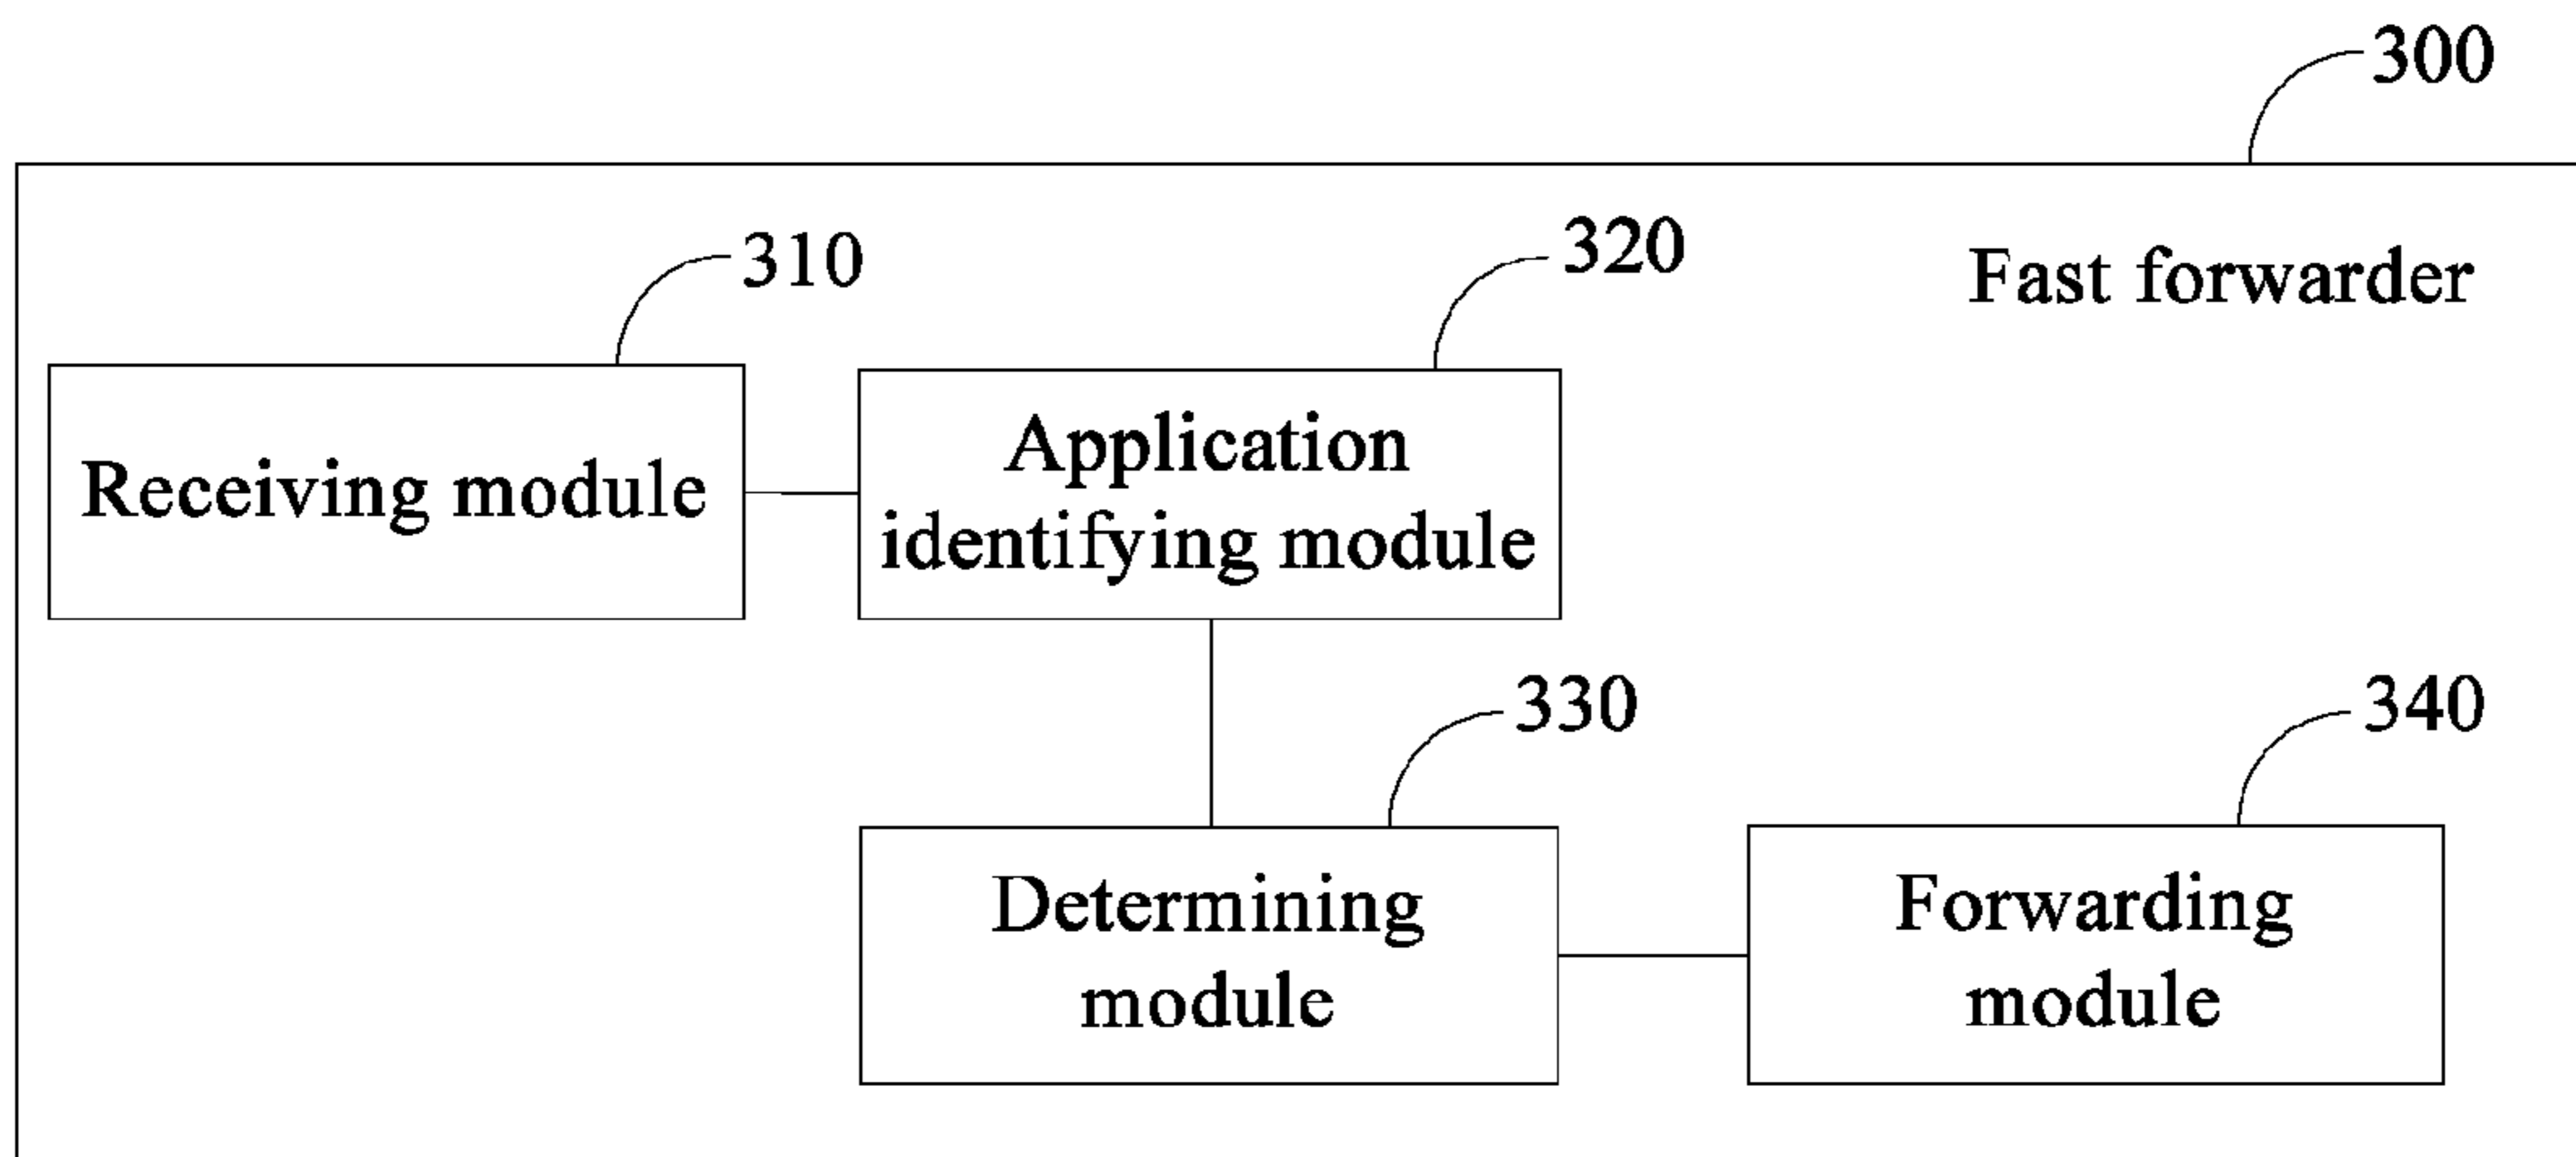 300
Fast forwarder
310
320
Receiving module
Application
identifying module
330
340
Determining
module
Forwarding
module